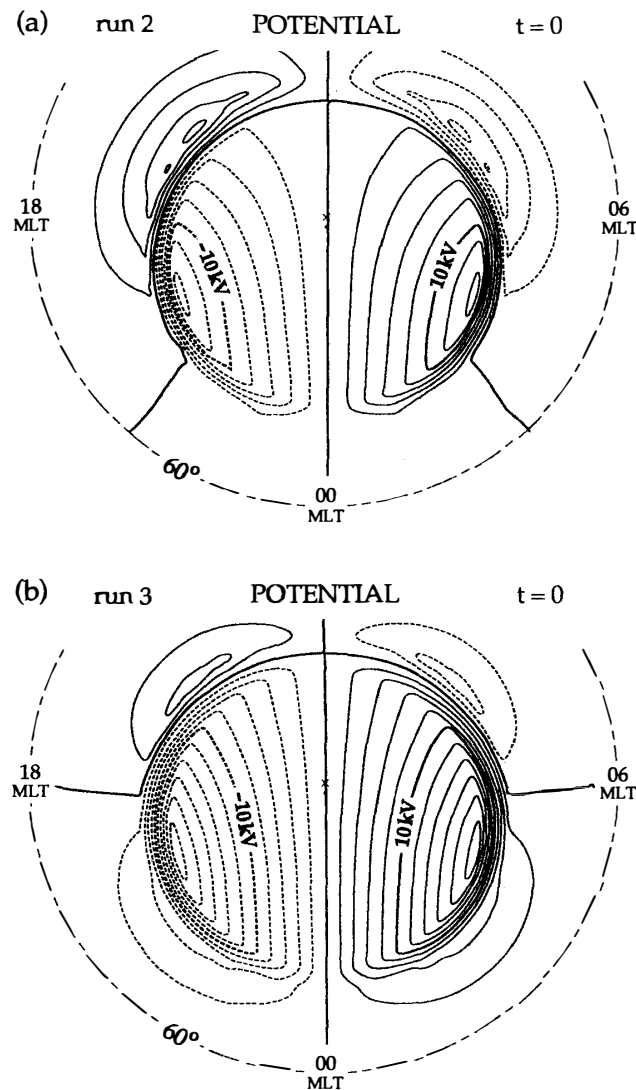 (a) run 2 POTENTIAL t = 0
18
MLT
06
MLT
-10kV
10kV
60°
00
MLT
(b) run 3 POTENTIAL t = 0
18
MLT
06
MLT
-10kV
10kV
60°
00
MLT